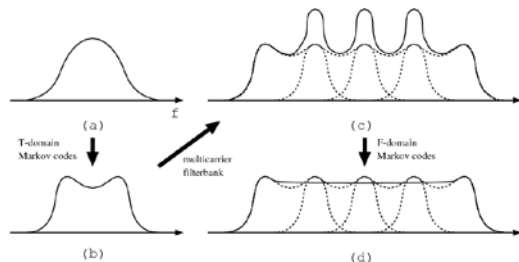 f
(a)
(c)
T-domain
Markov codes
multicarrier
filterbank
F-domain
Markov codes
(b)
(d)